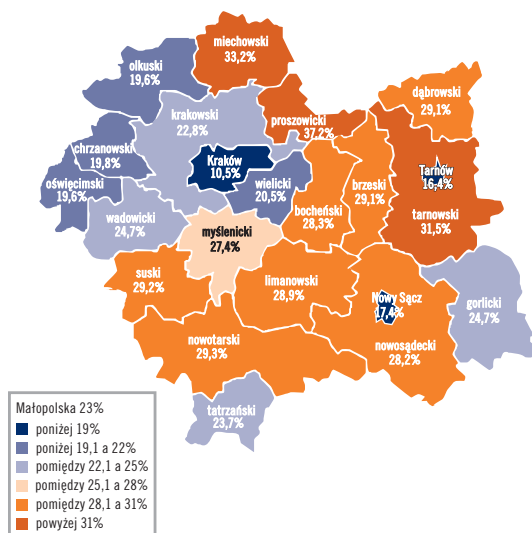 miechowski
33,2%
olkuski
19,6%
dąbrowski
29,1%
krakowski
22,8%
proszowicki
37,2%
chrzanowski
19,8%
Kraków
10,5%
Tarnów
16,4%
oświęcimski
19,6%
wielicki
20,5%
brzeski
29,1%
bocheński
28,3%
tarnowski
31,5%
wadowicki
24,7%
myślenicki
27,4%
suski
29,2%
limanowski
28,9%
Nowy Sącz
17,4%
gorlicki
24,7%
nowotarski
29,3%
nowosądecki
28,2%
tatrzański
23,7%
Małopolska 23%
poniżej 19%
poniżej 19,1 a 22%
pomiędzy 22,1 a 25%
pomiędzy 25,1 a 28%
pomiędzy 28,1 a 31%
powyżej 31%